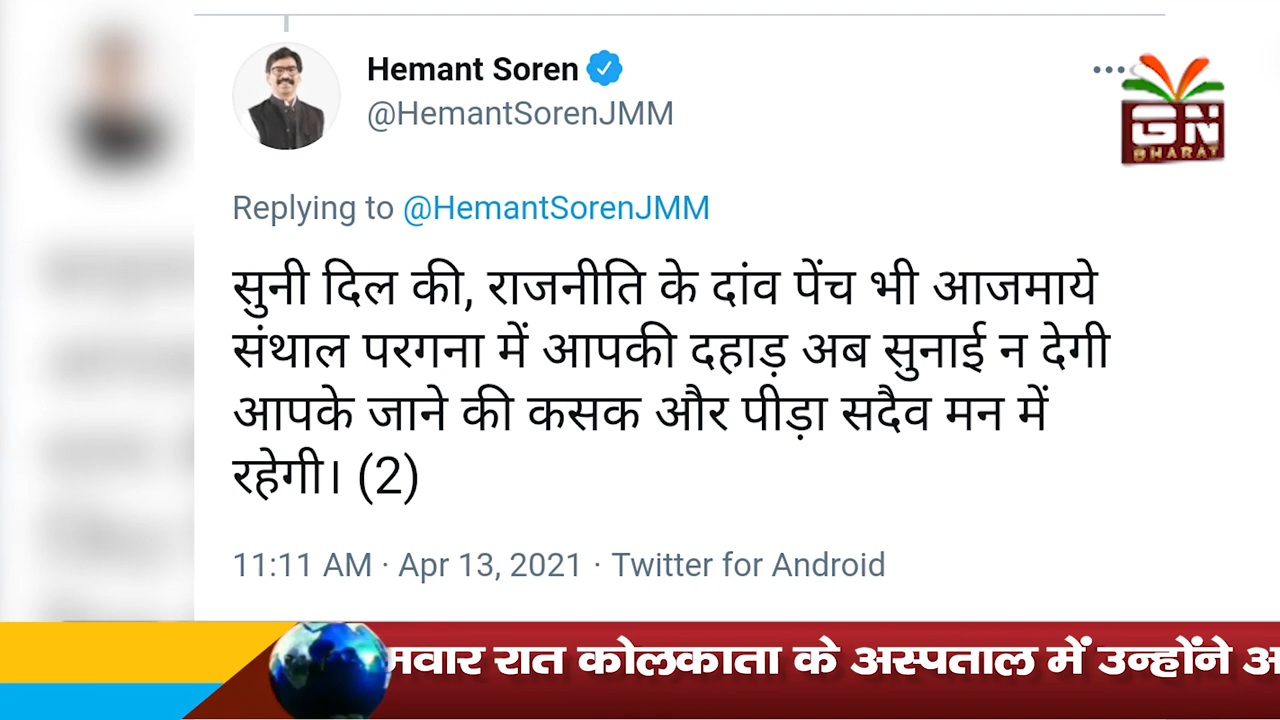 Hemant Soren
@HemantSorenJMM
GN
BHARAT
Replying to @HemantSorenJMM
सुनी दिल की, राजनीति के दांव पेंच भी आजमाये
संथाल परगना में आपकी दहाड़ अब सुनाई न देगी
आपके जाने की कसक और पीड़ा सदैव मन में
रहेगी। (2)
11:11 AM · Apr 13, 2021 · Twitter for Android
मवार रात कोलकाता के अस्पताल में उन्होंने अ